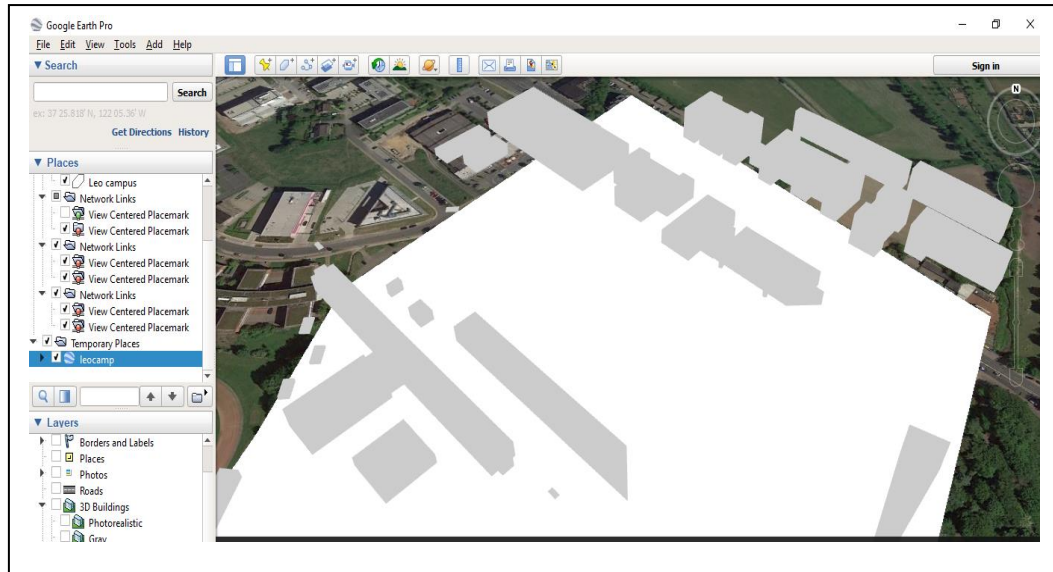 Google Earth Pro
File Edit View Tools Add Help
▼ Search
Search
ex: 37 25.818' N, 122 05.36' W
Get Directions History
Sign in
N
▼ Places
Leo campus
Network Links
View Centered Placemark
View Centered Placemark
Network Links
View Centered Placemark
View Centered Placemark
Network Links
View Centered Placemark
View Centered Placemark
Temporary Places
leocamp
▼ Layers
Borders and Labels
Places
Photos
Roads
3D Buildings
Photorealistic
Gray